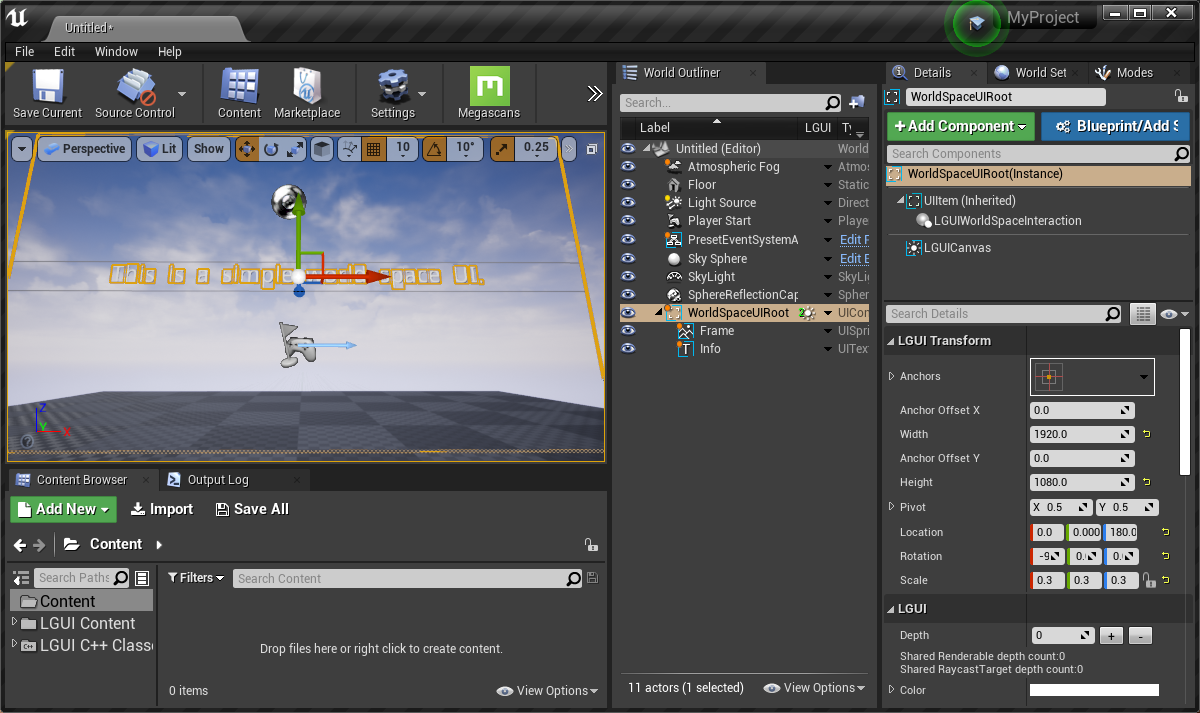 Untitled*
MyProject
File Edit Window Help
Save Current Source Control Content Marketplace Settings Megascans
Perspective Lit Show 10 10° 0.25
This is a simple world space UI.
Z
Y
X
Content Browser Output Log
Add New Import Save All
Content
Search Paths
Filters Search Content
Content
LGUI Content
LGUI C++ Classe
Drop files here or right click to create content.
0 items View Options
World Outliner
Search...
Label LGUI Ty
Untitled (Editor) World
Atmospheric Fog Atmos
Floor Static
Light Source Direct
Player Start Playe
PresetEventSystemA Edit P
Sky Sphere Edit E
SkyLight SkyLig
SphereReflectionCap Spher
WorldSpaceUIRoot 2 UICon
Frame UISpri
Info UITex
11 actors (1 selected) View Options
Details World Set Modes
WorldSpaceUIRoot
+Add Component Blueprint/Add S
Search Components
WorldSpaceUIRoot(Instance)
UIItem (Inherited)
LGUIWorldSpaceInteraction
LGUICanvas
Search Details
LGUI Transform
Anchors
Anchor Offset X 0.0
Width 1920.0
Anchor Offset Y 0.0
Height 1080.0
Pivot X 0.5 Y 0.5
Location 0.0 0.000 180.0
Rotation -9 0. 0.
Scale 0.3 0.3 0.3
LGUI
Depth 0 + -
Shared Renderable depth count:0
Shared RaycastTarget depth count:0
Color